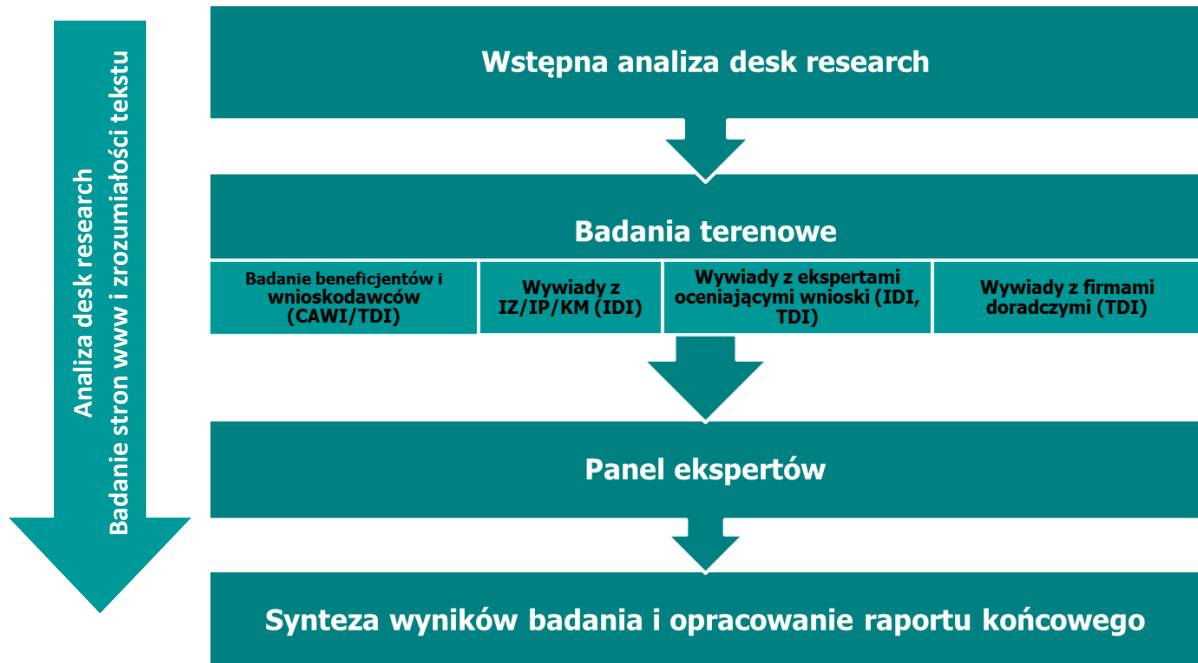 Analiza desk research
Badanie stron www i zrozumiałości tekstu
Wstępna analiza desk research
Badania terenowe
Badanie beneficjentów i
wnioskodawców
(CAWI/TDI)
Wywiady z
IZ/IP/KM (IDI)
Wywiady z ekspertami
oceniającymi wnioski (IDI,
TDI)
Wywiady z firmami
doradczymi (TDI)
Panel ekspertów
Synteza wyników badania i opracowanie raportu końcowego